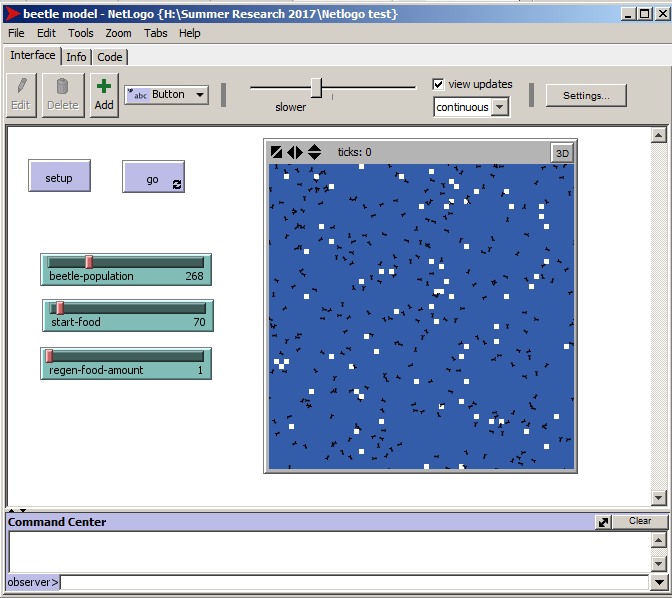 beetle model - NetLogo {H:\Summer Research 2017\Netlogo test}
File Edit Tools Zoom Tabs Help
Interface Info Code
Edit Delete Add abc Button slower view updates continuous Settings...
setup go
ticks: 0 3D
beetle-population 268
start-food 70
regen-food-amount 1
Command Center Clear
observer>